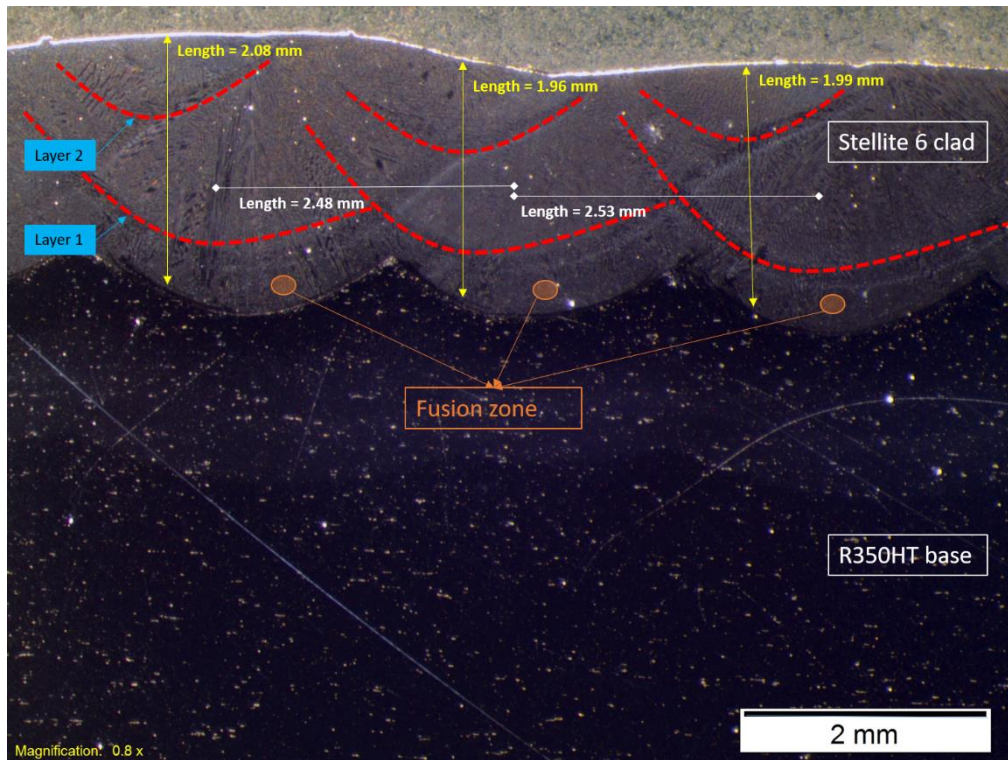 Length = 2.08 mm
Length = 1.96 mm
Length = 1.99 mm
Stellite 6 clad
Layer 2
Length = 2.48 mm
Length = 2.53 mm
Layer 1
Fusion zone
R350HT base
2 mm
Magnification: 0.8 x